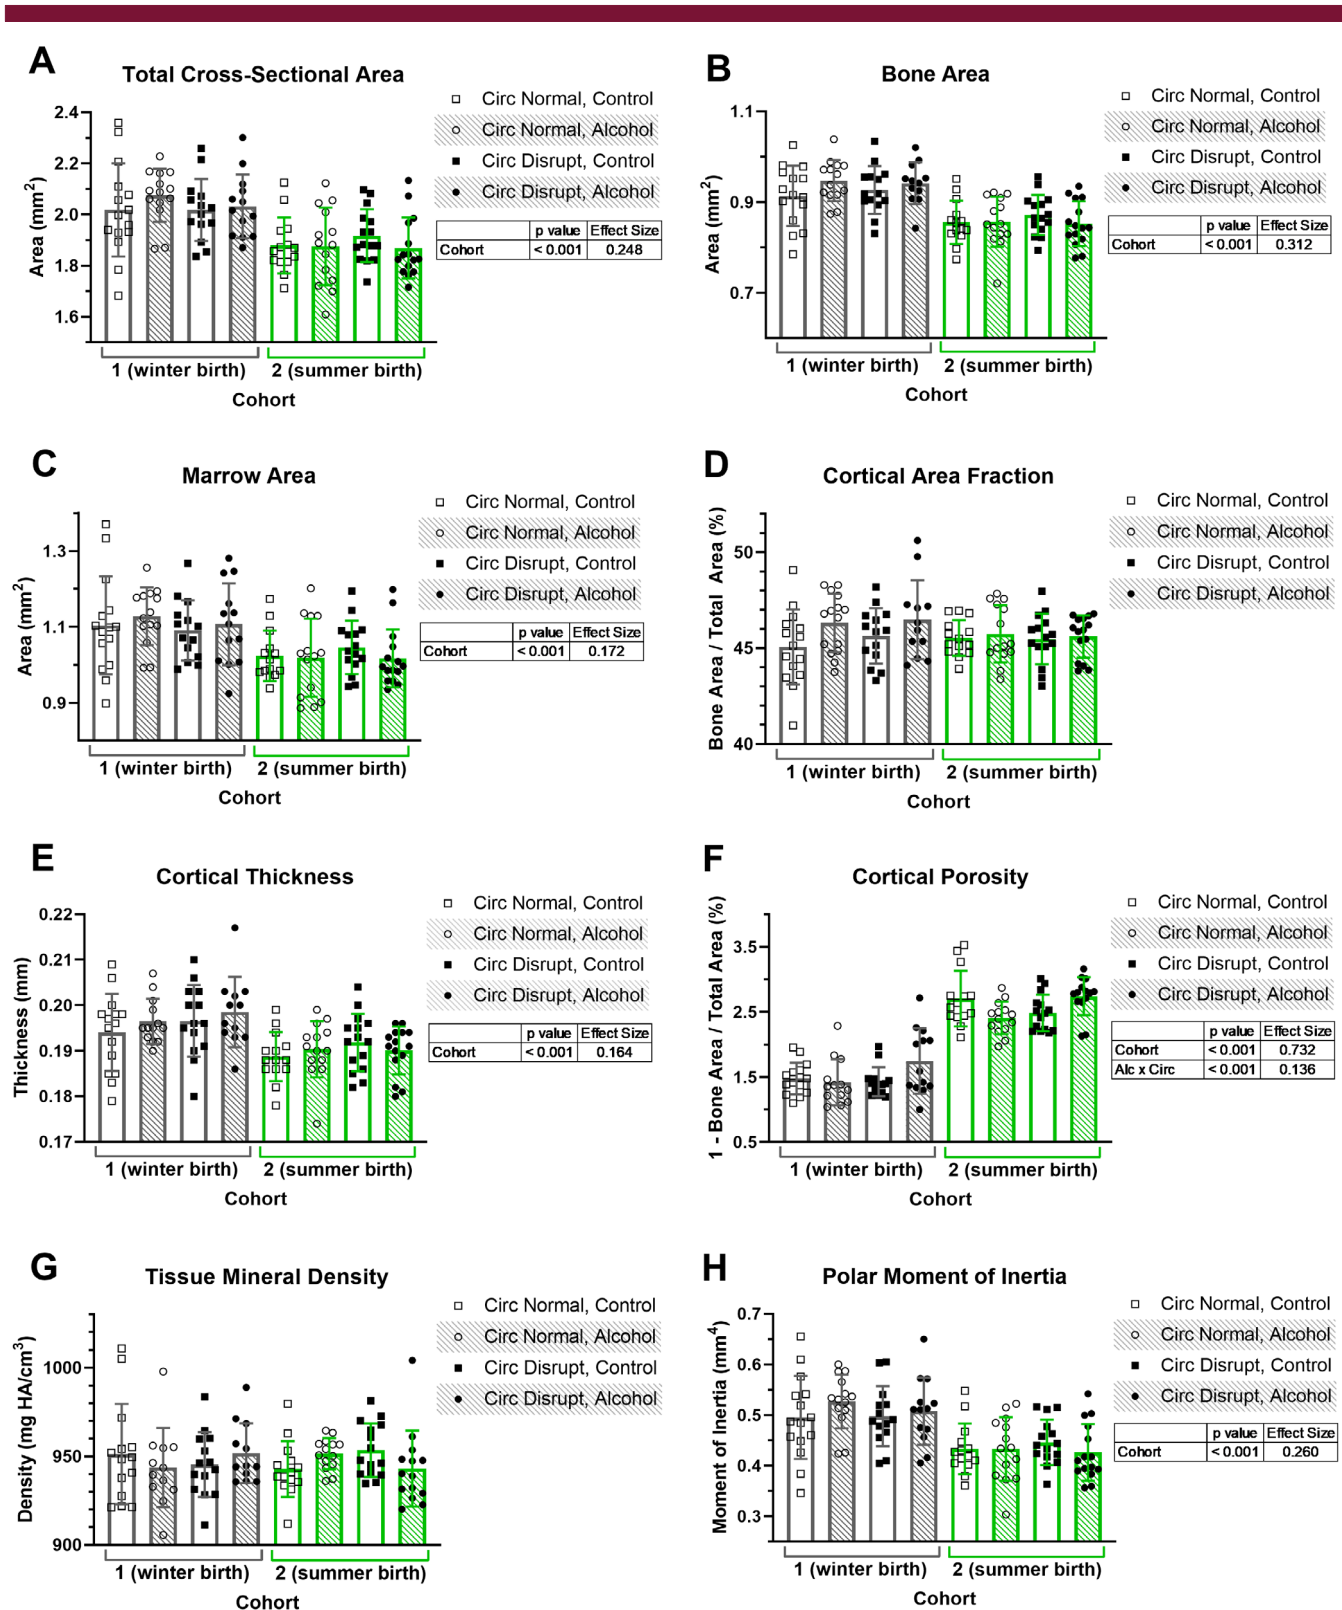 A
Total Cross-Sectional Area
Area (mm2)
2.4
2.2
2.0
1.8
1.6
1 (winter birth)
2 (summer birth)
Cohort
Circ Normal, Control
Circ Normal, Alcohol
Circ Disrupt, Control
Circ Disrupt, Alcohol
p value Effect Size
Cohort < 0.001 0.248
B
Bone Area
Area (mm2)
1.1
0.9
0.7
1 (winter birth)
2 (summer birth)
Cohort
Circ Normal, Control
Circ Normal, Alcohol
Circ Disrupt, Control
Circ Disrupt, Alcohol
p value Effect Size
Cohort < 0.001 0.312
C
Marrow Area
Area (mm2)
1.3
1.1
0.9
1 (winter birth)
2 (summer birth)
Cohort
Circ Normal, Control
Circ Normal, Alcohol
Circ Disrupt, Control
Circ Disrupt, Alcohol
p value Effect Size
Cohort < 0.001 0.172
D
Cortical Area Fraction
Bone Area / Total Area (%)
50
45
40
1 (winter birth)
2 (summer birth)
Cohort
Circ Normal, Control
Circ Normal, Alcohol
Circ Disrupt, Control
Circ Disrupt, Alcohol
E
Cortical Thickness
Thickness (mm)
0.22
0.21
0.20
0.19
0.18
0.17
1 (winter birth)
2 (summer birth)
Cohort
Circ Normal, Control
Circ Normal, Alcohol
Circ Disrupt, Control
Circ Disrupt, Alcohol
p value Effect Size
Cohort < 0.001 0.164
F
Cortical Porosity
1 - Bone Area / Total Area (%)
3.5
2.5
1.5
0.5
1 (winter birth)
2 (summer birth)
Cohort
Circ Normal, Control
Circ Normal, Alcohol
Circ Disrupt, Control
Circ Disrupt, Alcohol
p value Effect Size
Cohort < 0.001 0.732
Alc x Circ < 0.001 0.136
G
Tissue Mineral Density
Density (mg HA/cm3)
1000
950
900
1 (winter birth)
2 (summer birth)
Cohort
Circ Normal, Control
Circ Normal, Alcohol
Circ Disrupt, Control
Circ Disrupt, Alcohol
H
Polar Moment of Inertia
Moment of Inertia (mm4)
0.7
0.6
0.5
0.4
0.3
1 (winter birth)
2 (summer birth)
Cohort
Circ Normal, Control
Circ Normal, Alcohol
Circ Disrupt, Control
Circ Disrupt, Alcohol
p value Effect Size
Cohort < 0.001 0.260